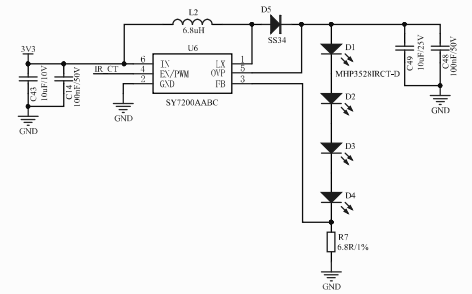 L2
6.8uH
D5
SS34
3V3
U6
6 IN
LX 1
IR_CT
4 EN/PWM
OVP 5
2 GND
FB 3
SY7200AABC
C43
10uF/10V
C14
100nF/50V
GND
GND
D1
MHP3528IRCT-D
D2
D3
D4
C49
10uF/25V
C48
100nF/50V
GND
R7
6.8R/1%
GND